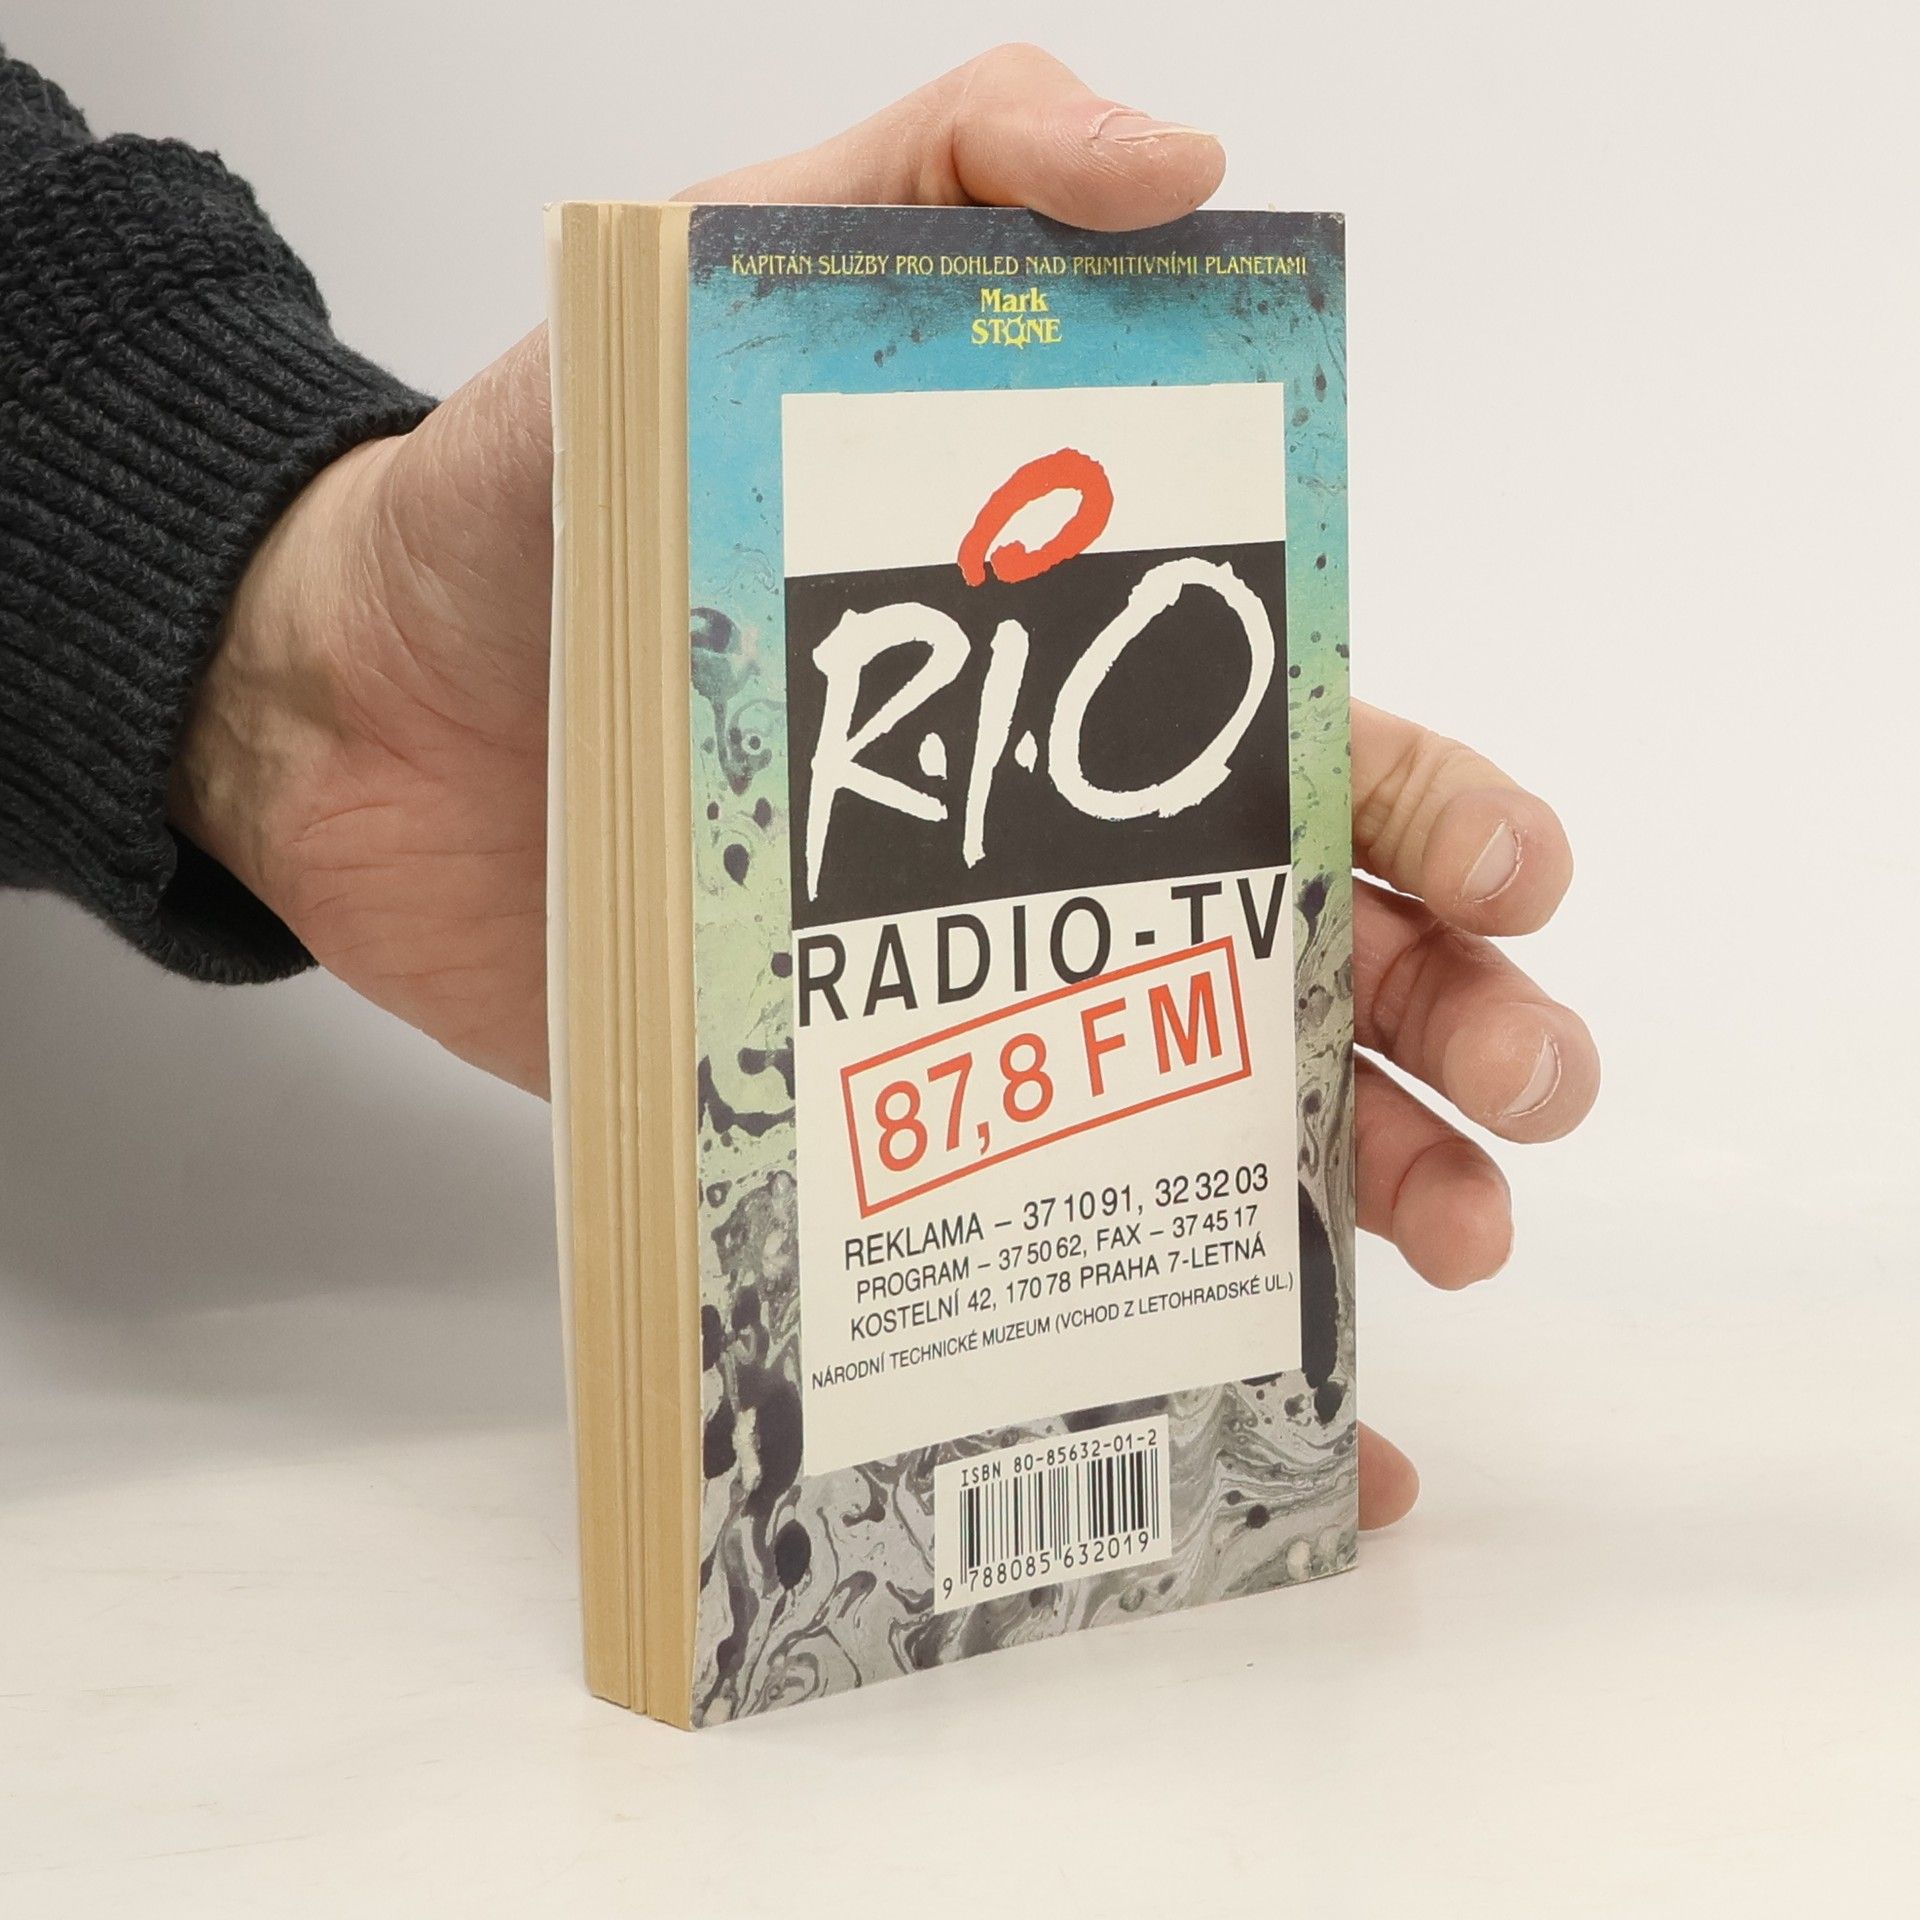 KAPITÁN SLUŽBY PRO DOHLED NAD PRIMITIVNÍMI PLANETAMI
Mark
STONE
R.I.O
RADIO-TV
87,8 FM
REKLAMA – 37 10 91, 32 32 03
PROGRAM – 37 50 62, FAX – 37 45 17
KOSTELNÍ 42, 170 78 PRAHA 7-LETNÁ
NÁRODNÍ TECHNICKÉ MUZEUM (VCHOD Z LETOHRADSKÉ UL.)
ISBN 80-85632-01-2
9 788085 632019